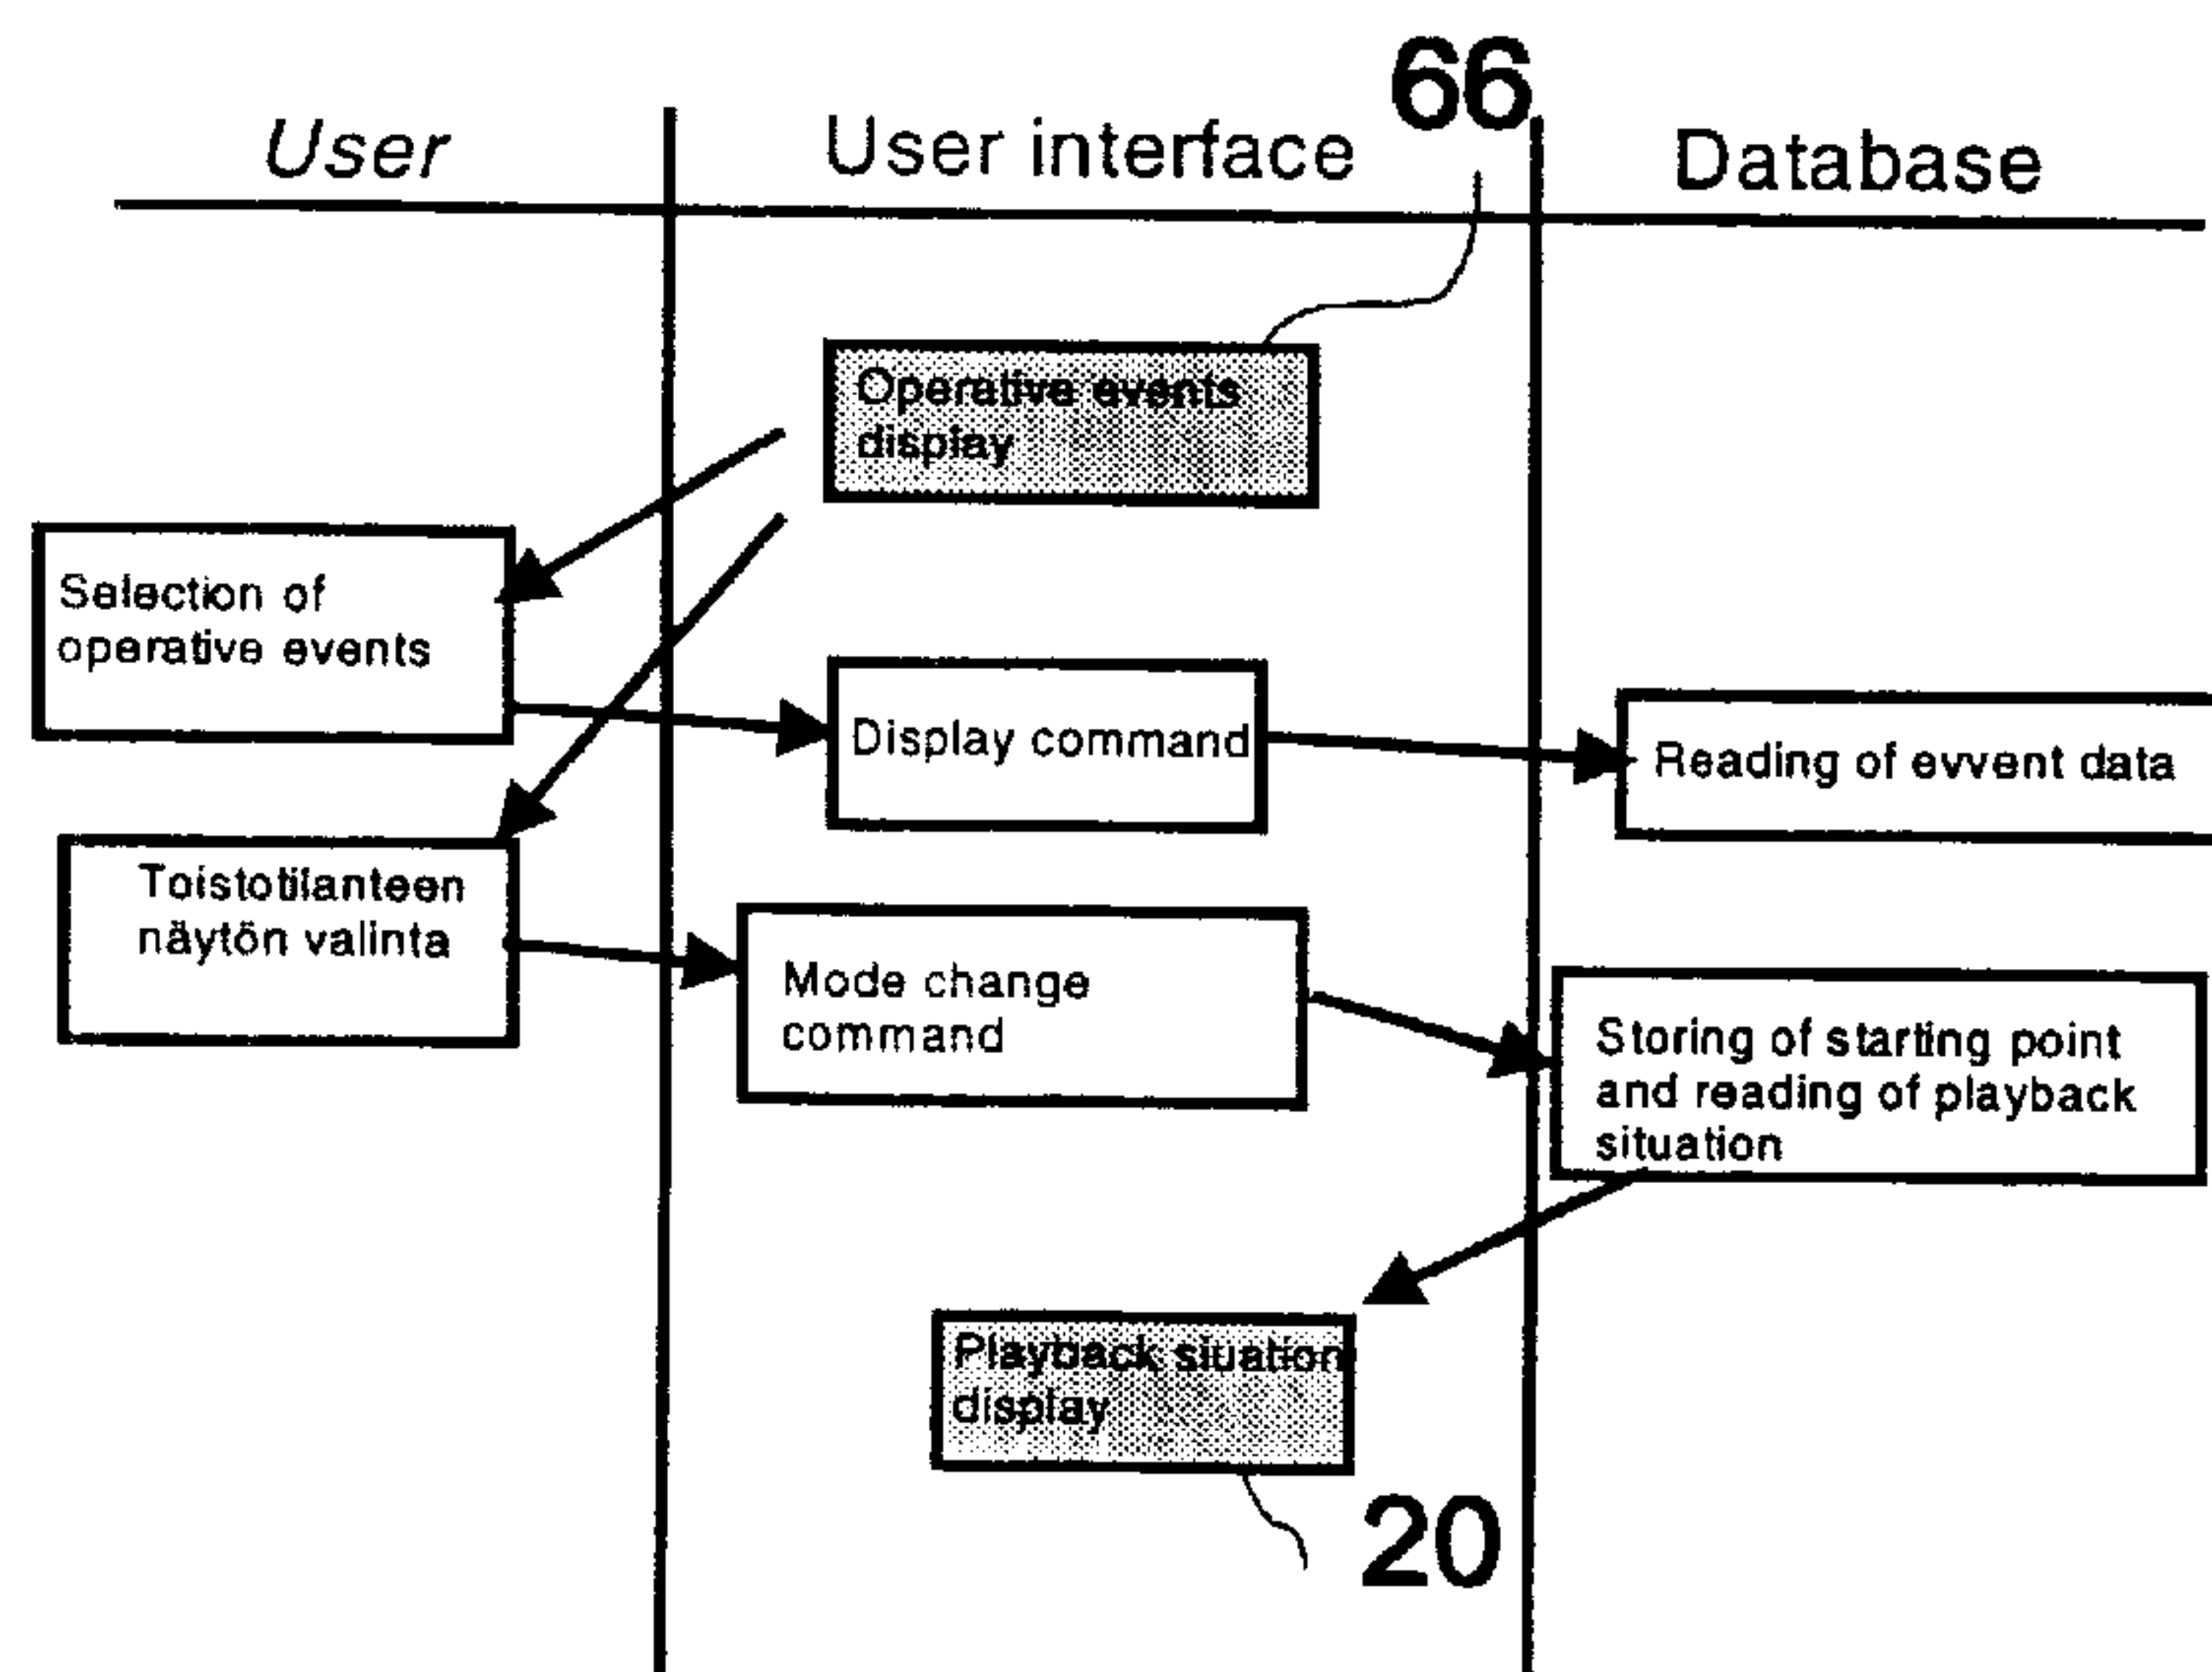 66
User
User interface
Database
Operative events
display
Selection of
operative events
Display command
Reading of evvent data
Toistotilanteen
näytön valinta
Mode change
command
Storing of starting point
and reading of playback
situation
Playback situation
display
20